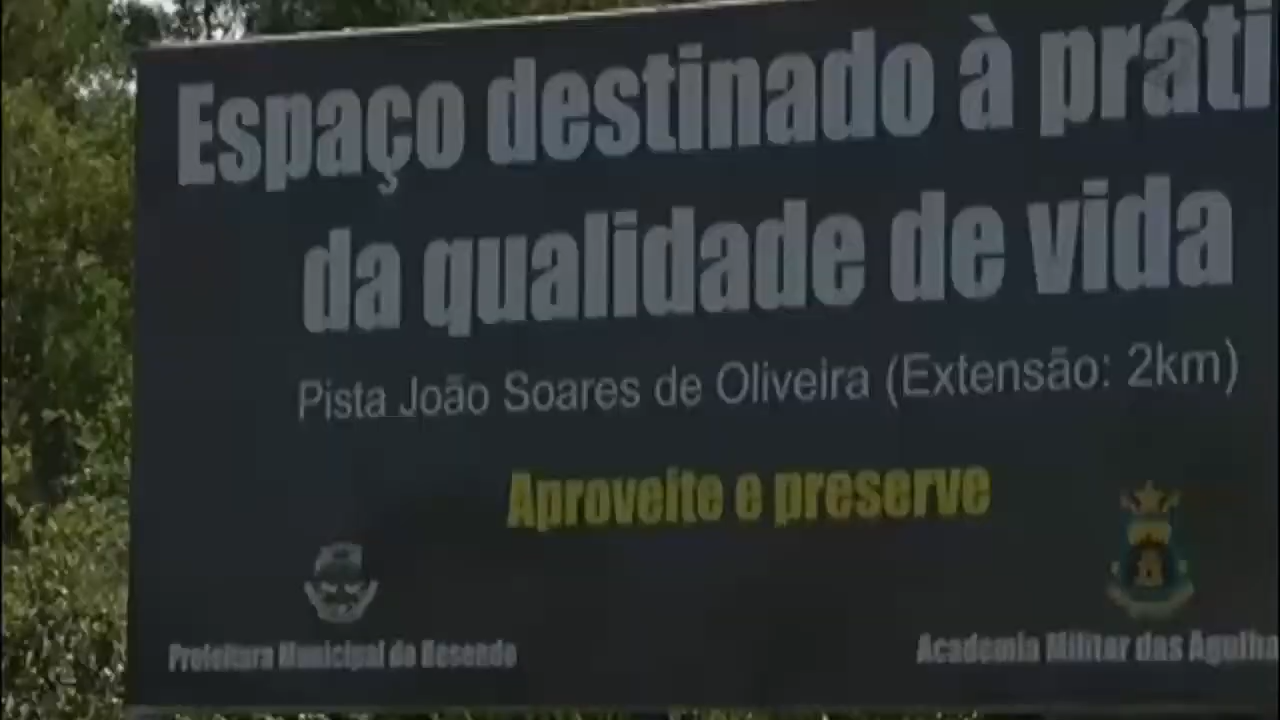 Espaço destinado à práti
da qualidade de vida
Pista João Soares de Oliveira (Extensão: 2km)
Aproveite e preserve
Prefeitura Municipal de Resende
Academia Militar das Agulha